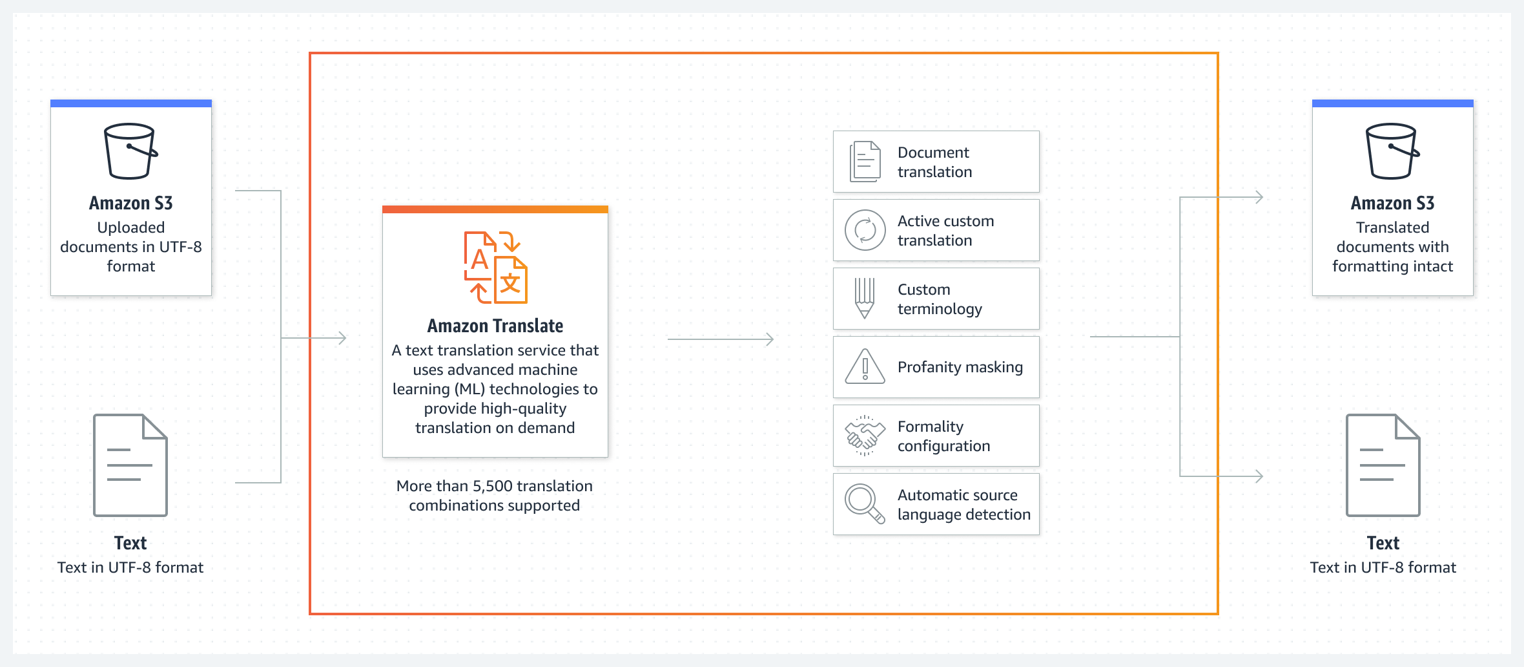 Amazon S3
Uploaded
documents in UTF-8
format
Text
Text in UTF-8 format
A
文
Amazon Translate
A text translation service that
uses advanced machine
learning (ML) technologies to
provide high-quality
translation on demand
More than 5,500 translation
combinations supported
Document
translation
Active custom
translation
Custom
terminology
Profanity masking
Formality
configuration
Automatic source
language detection
Amazon S3
Translated
documents with
formatting intact
Text
Text in UTF-8 format